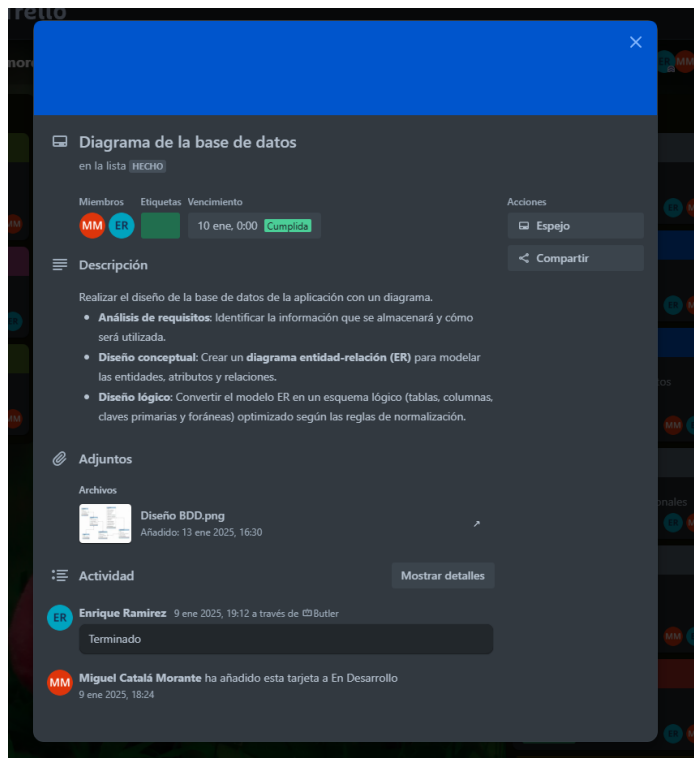 Trello
Diagrama de la base de datos
en la lista HECHO
Miembros Etiquetas Vencimiento
MM ER 10 ene, 0:00 Cumplida
Acciones
Espejo
Compartir
Descripción
Realizar el diseño de la base de datos de la aplicación con un diagrama.
• Análisis de requisitos: Identificar la información que se almacenará y cómo
será utilizada.
• Diseño conceptual: Crear un diagrama entidad-relación (ER) para modelar
las entidades, atributos y relaciones.
• Diseño lógico: Convertir el modelo ER en un esquema lógico (tablas, columnas,
claves primarias y foráneas) optimizado según las reglas de normalización.
Adjuntos
Archivos
Diseño BDD.png
Añadido: 13 ene 2025, 16:30
Actividad
Mostrar detalles
ER Enrique Ramirez 9 ene 2025, 19:12 a través de Butler
Terminado
MM Miguel Catalá Morante ha añadido esta tarjeta a En Desarrollo
9 ene 2025, 18:24